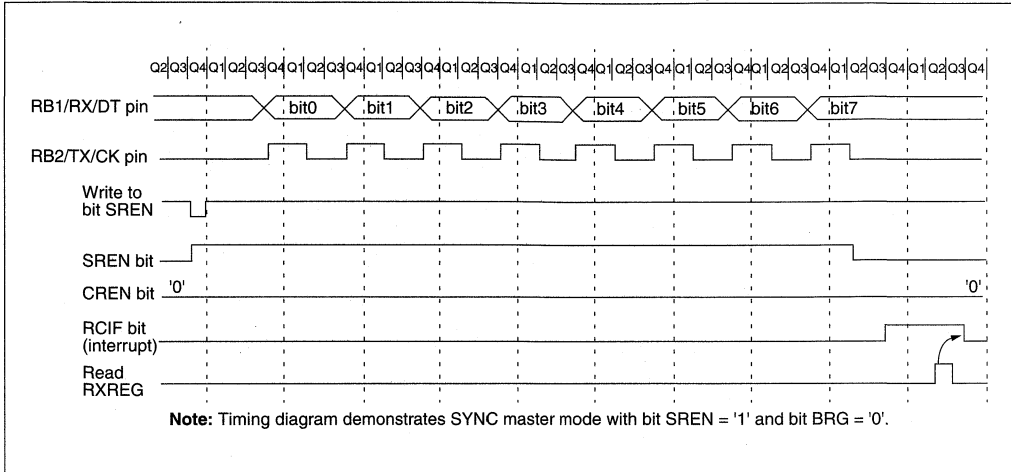 Q2|Q3|Q4|Q1|Q2|Q3|Q4|Q1|Q2|Q3|Q4|Q1|Q2|Q3|Q4|Q1|Q2|Q3|Q4|Q1|Q2|Q3|Q4|Q1|Q2|Q3|Q4|Q1|Q2|Q3|Q4|Q1|Q2|Q3|Q4|Q1|Q2|Q3|Q4|Q1|Q2|Q3|Q4
RB1/RX/DT pin bit0 bit1 bit2 bit3 bit4 bit5 bit6 bit7
RB2/TX/CK pin
Write to
bit SREN
SREN bit
CREN bit '0' '0'
RCIF bit
(interrupt)
Read
RXREG
Note: Timing diagram demonstrates SYNC master mode with bit SREN = '1' and bit BRG = '0'.